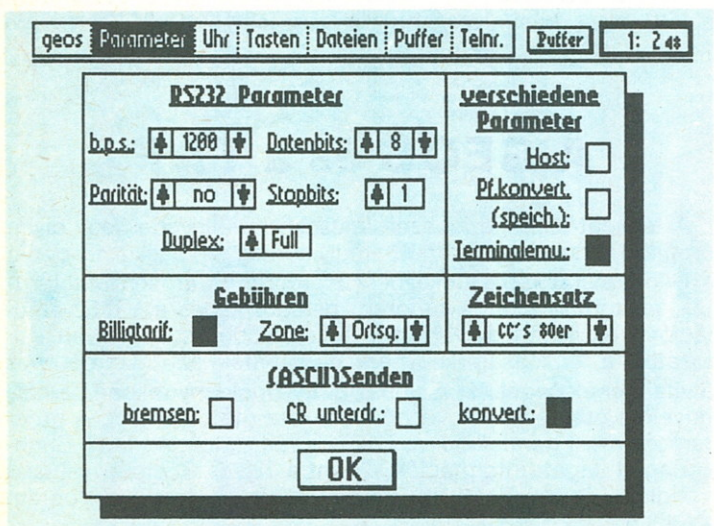 geos Parameter Uhr Tasten Dateien Puffer Telnr. Puffer 1: 2 48
RS232 Parameter
b.p.s.: 1200 Datenbits: 8
Parität: no Stopbits: 1
Duplex: Full
verschiedene
Parameter
Host:
Pf.konvert.
(speich.):
Terminalemu.:
Gebühren
Billigtarif: Zone: Ortsg.
Zeichensatz
CC's 80er
(ASCII)Senden
bremsen: CR unterdr.: konvert.:
OK